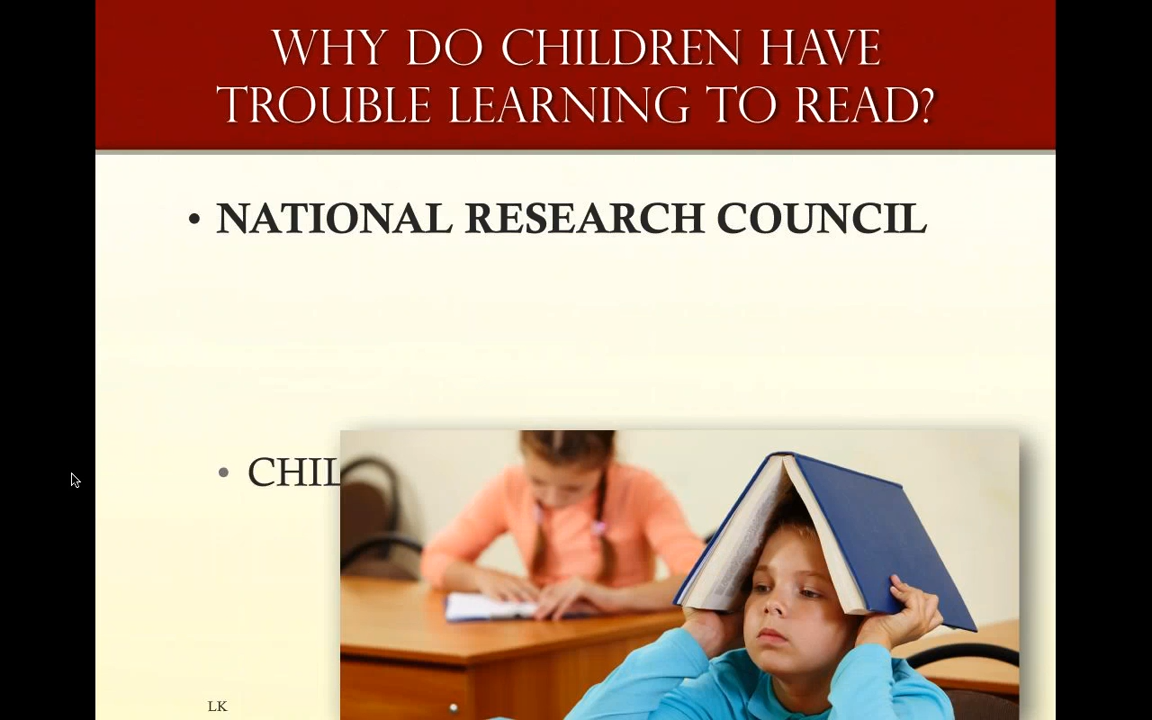 WHY DO CHILDREN HAVE
TROUBLE LEARNING TO READ?
• NATIONAL RESEARCH COUNCIL
• CHIL
LK